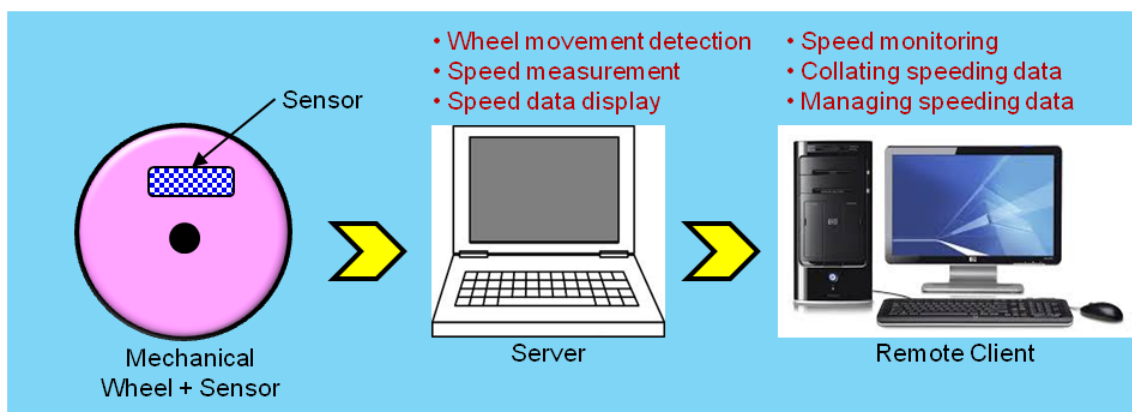 • Wheel movement detection
• Speed measurement
• Speed data display
• Speed monitoring
• Collating speeding data
• Managing speeding data
Sensor
Mechanical
Wheel + Sensor
Server
Remote Client